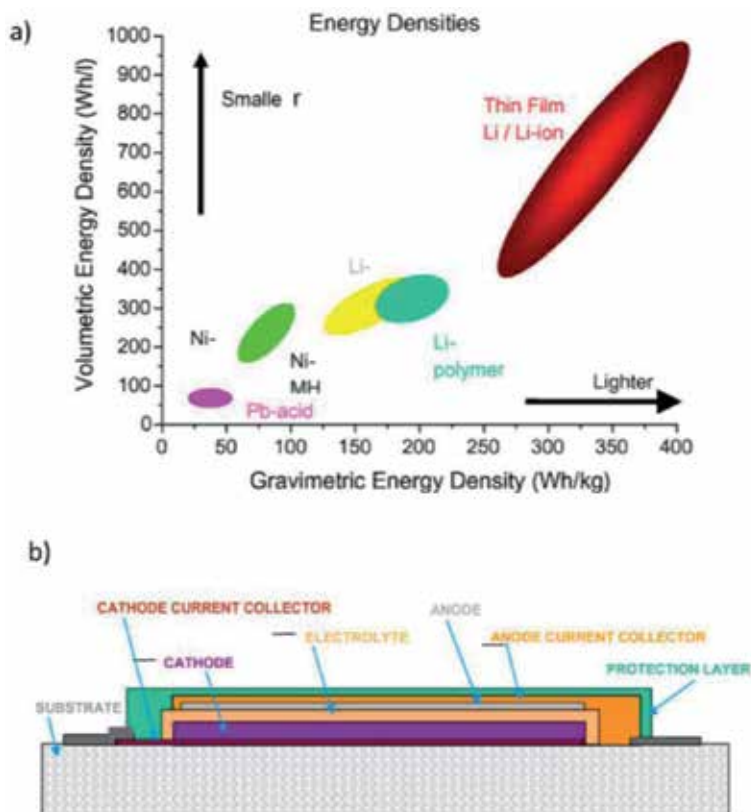 a)
Energy Densities
Volumetric Energy Density (Wh/l)
1000
900
800
700
600
500
400
300
200
100
0
Smalle r
Thin Film
Li / Li-ion
Li-
Ni-
Ni-
MH
Li-
polymer
Pb-acid
Lighter
0 50 100 150 200 250 300 350 400
Gravimetric Energy Density (Wh/kg)
b)
CATHODE CURRENT COLLECTOR
ANODE
ELECTROLYTE
ANODE CURRENT COLLECTOR
CATHODE
PROTECTION LAYER
SUBSTRATE